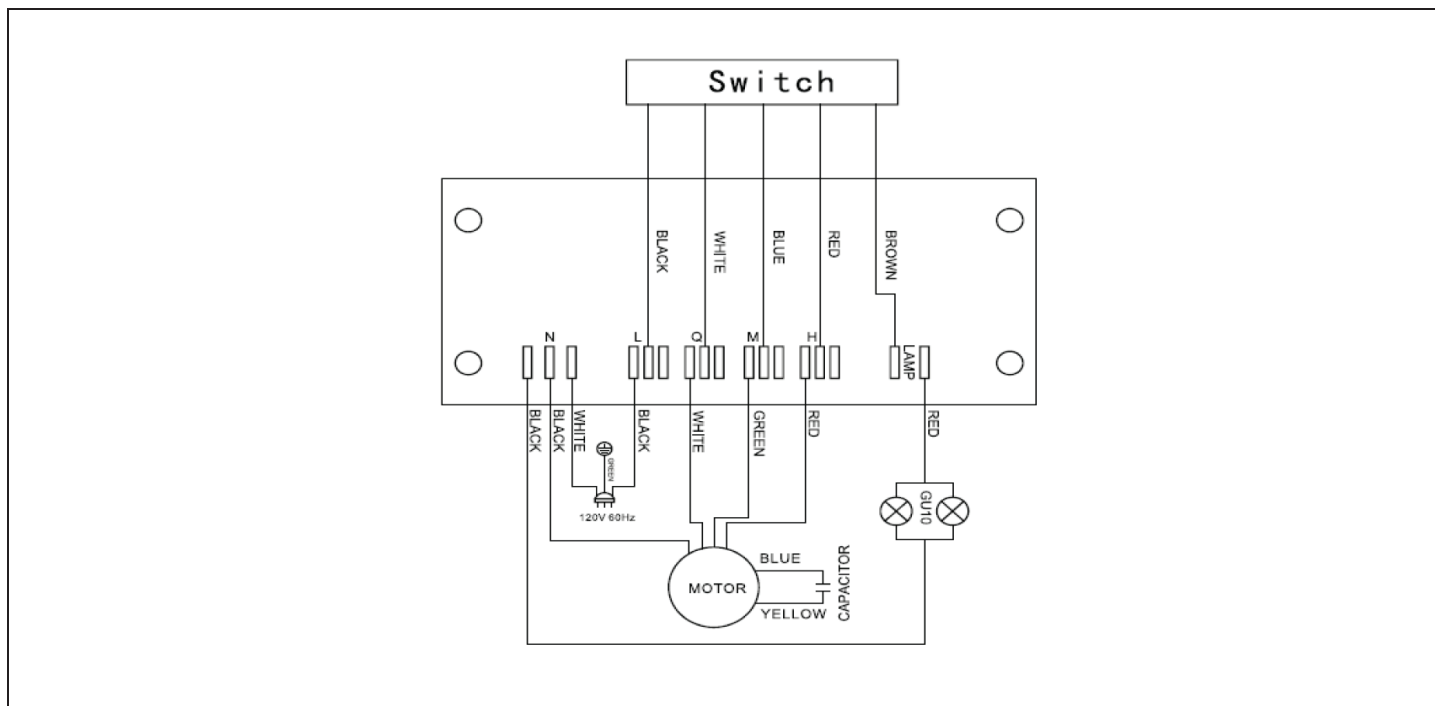 Switch
BLACK
WHITE
BLUE
RED
BROWN
N
L
Q
M
H
LAMP
BLACK
BLACK
WHITE
BLACK
WHITE
GREEN
RED
RED
GREEN
120V 60Hz
GU10
MOTOR
BLUE
YELLOW
CAPACITOR